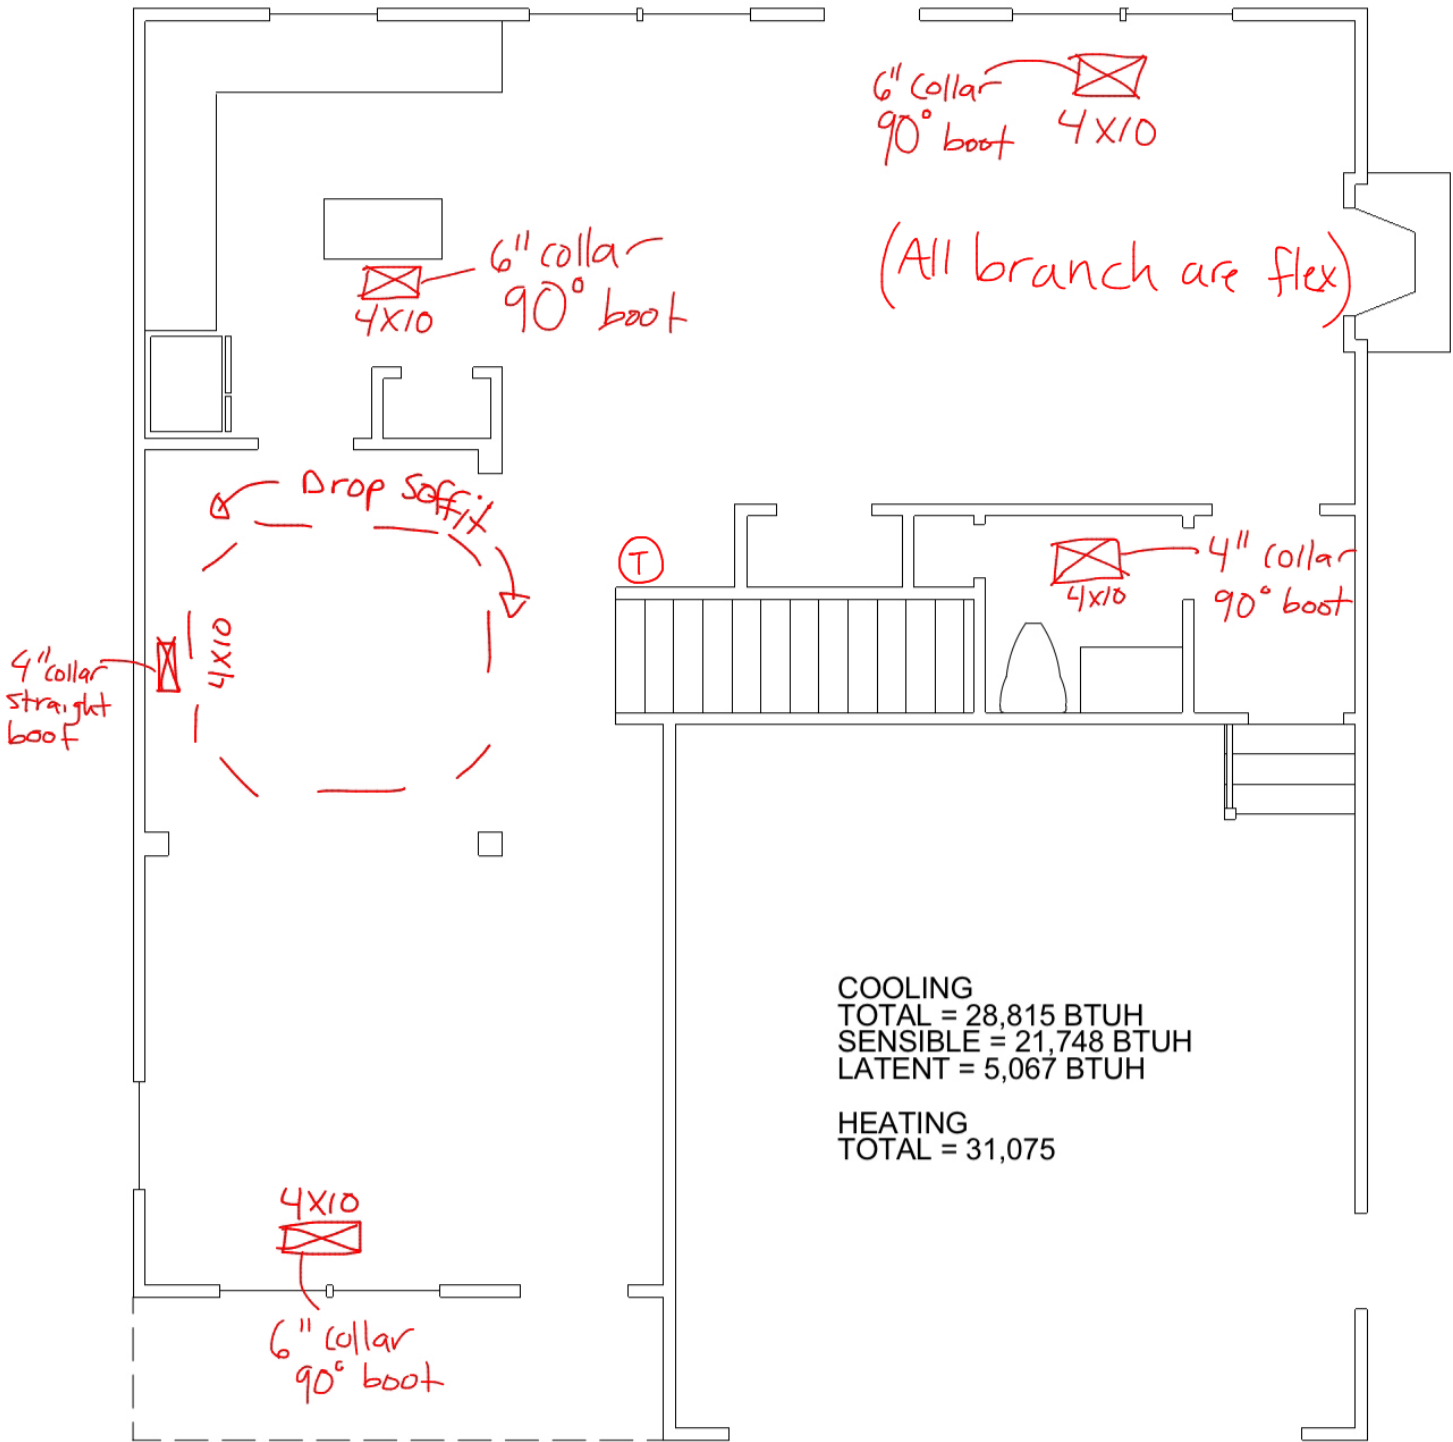 6" collar
90° boot
4X10
(All branch are flex)
6" collar
90° boot
4X10
Drop Soffit
T
4" collar
90° boot
4X10
4X10
4" collar
straight
boot
COOLING
TOTAL = 28,815 BTUH
SENSIBLE = 21,748 BTUH
LATENT = 5,067 BTUH
HEATING
TOTAL = 31,075
4X10
6" collar
90° boot